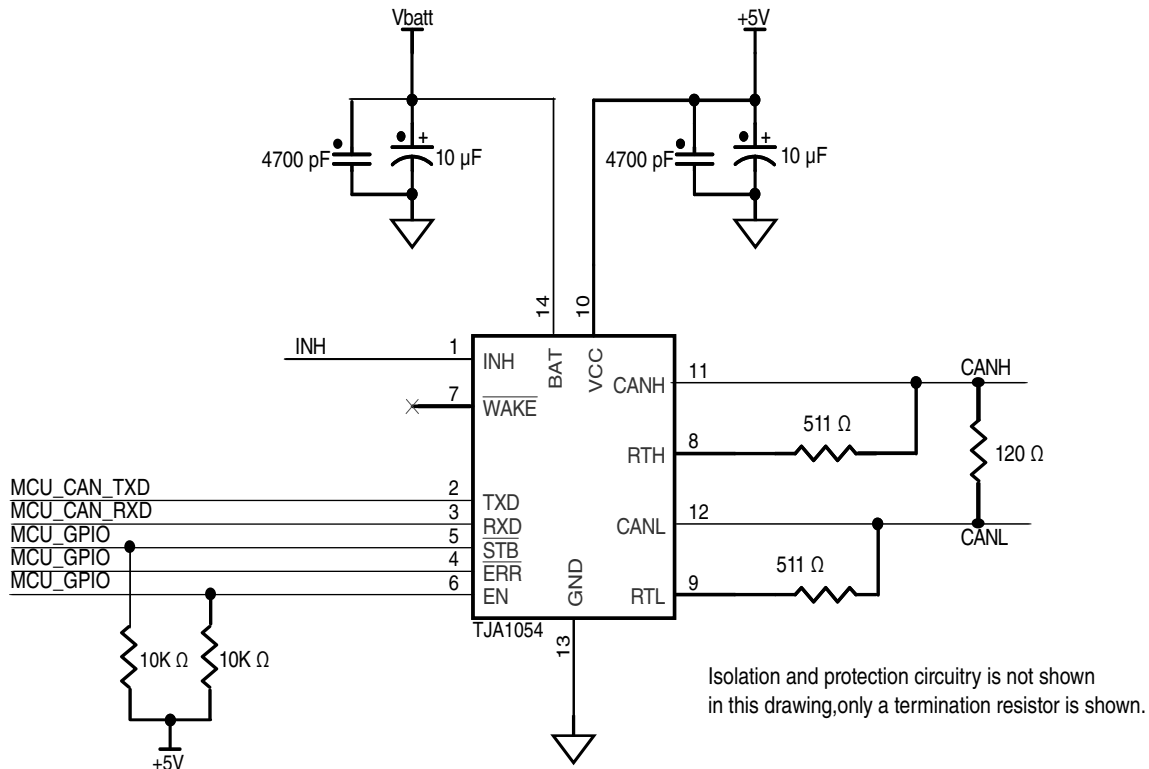 Vbatt
+5V
4700 pF
+
10 µF
4700 pF
+
10 µF
14
10
INH
1
INH
BAT
VCC
CANH
11
CANH
7
WAKE
511 Ω
RTH
8
120 Ω
MCU_CAN_TXD
2
TXD
MCU_CAN_RXD
3
RXD
CANL
12
CANL
MCU_GPIO
5
STB
MCU_GPIO
4
ERR
511 Ω
MCU_GPIO
6
EN
GND
RTL
9
TJA1054
13
10K Ω
10K Ω
+5V
Isolation and protection circuitry is not shown
in this drawing,only a termination resistor is shown.